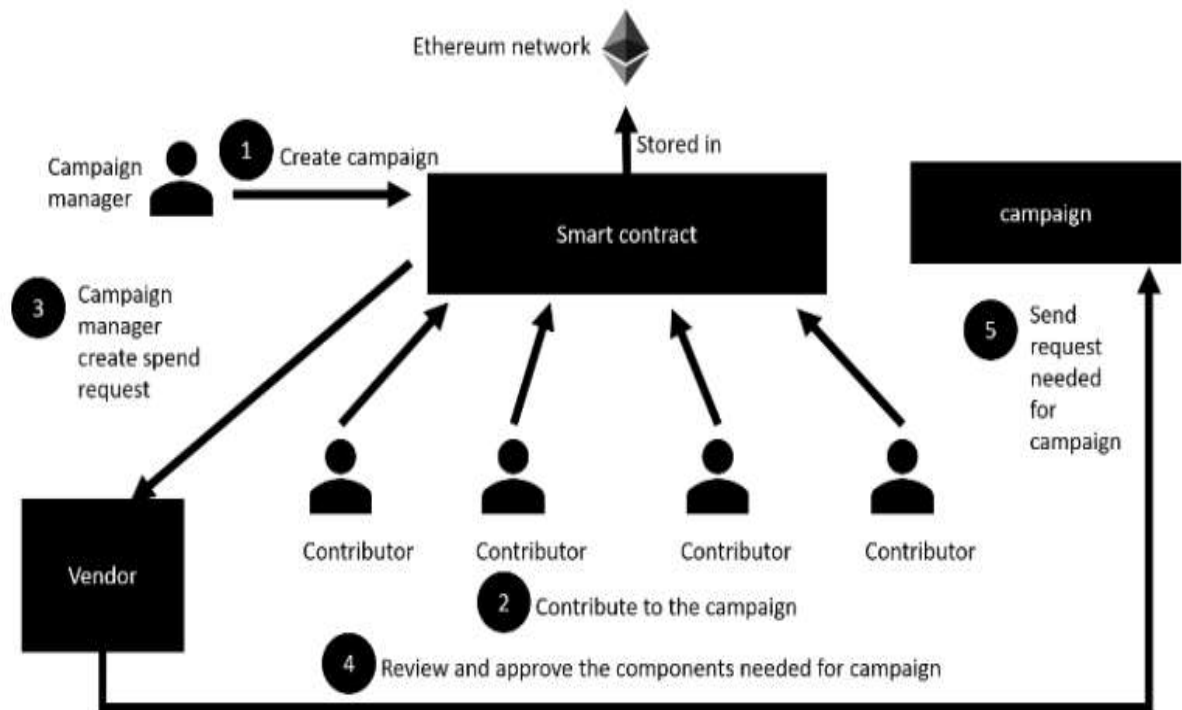 Ethereum network
Stored in
1
Create campaign
Campaign
manager
Smart contract
campaign
3
Campaign
manager
create spend
request
5
Send
request
needed
for
campaign
Contributor
Contributor
Contributor
Contributor
Vendor
2
Contribute to the campaign
4
Review and approve the components needed for campaign